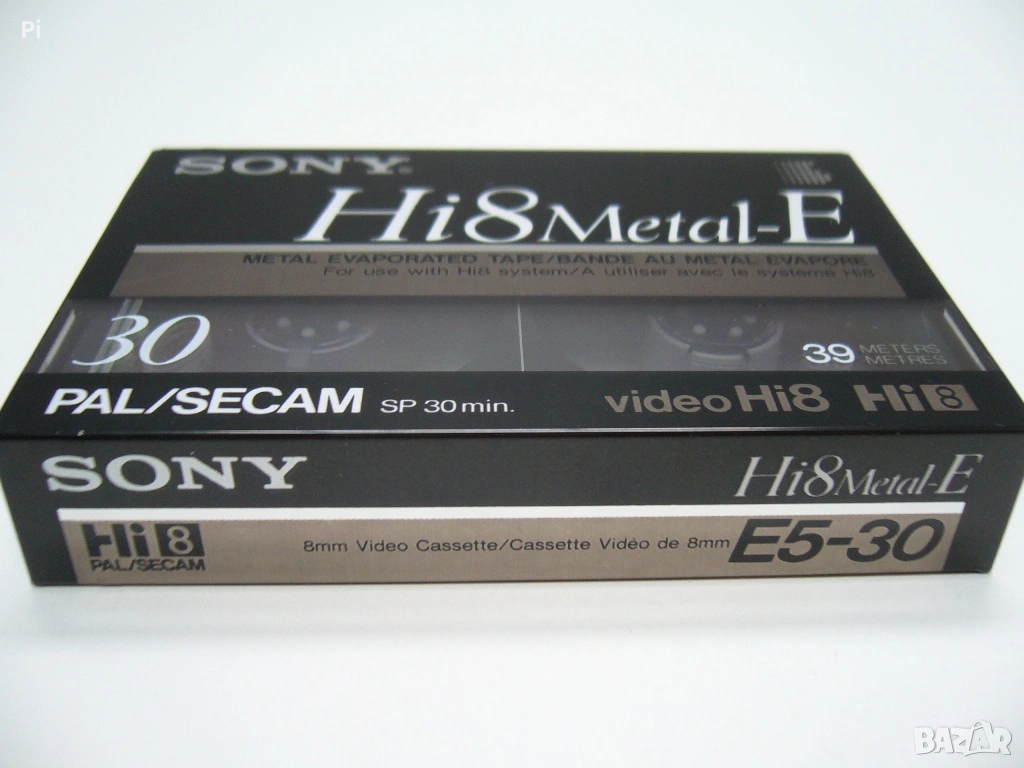 Pi
SONY
Hi8 Metal-E
METAL EVAPORATED TAPE/BANDE AU METAL EVAPORE
For use with Hi8 system/A utiliser avec le système Hi8
30
39 METERS
METRES
PAL/SECAM SP 30 min. video Hi8 Hi8
SONY Hi8 Metal-E
Hi8 8mm Video Cassette/Cassette Vidéo de 8mm E5-30
PAL/SECAM
BAZAR